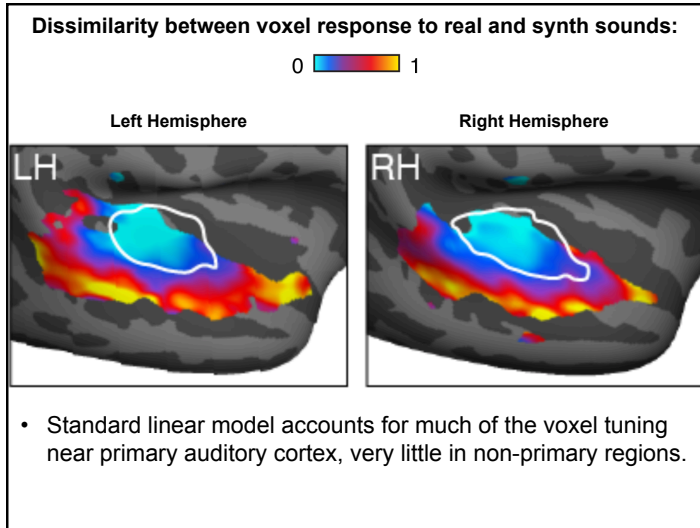 Dissimilarity between voxel response to real and synth sounds:
0 1
Left Hemisphere
Right Hemisphere
LH
RH
• Standard linear model accounts for much of the voxel tuning
near primary auditory cortex, very little in non-primary regions.